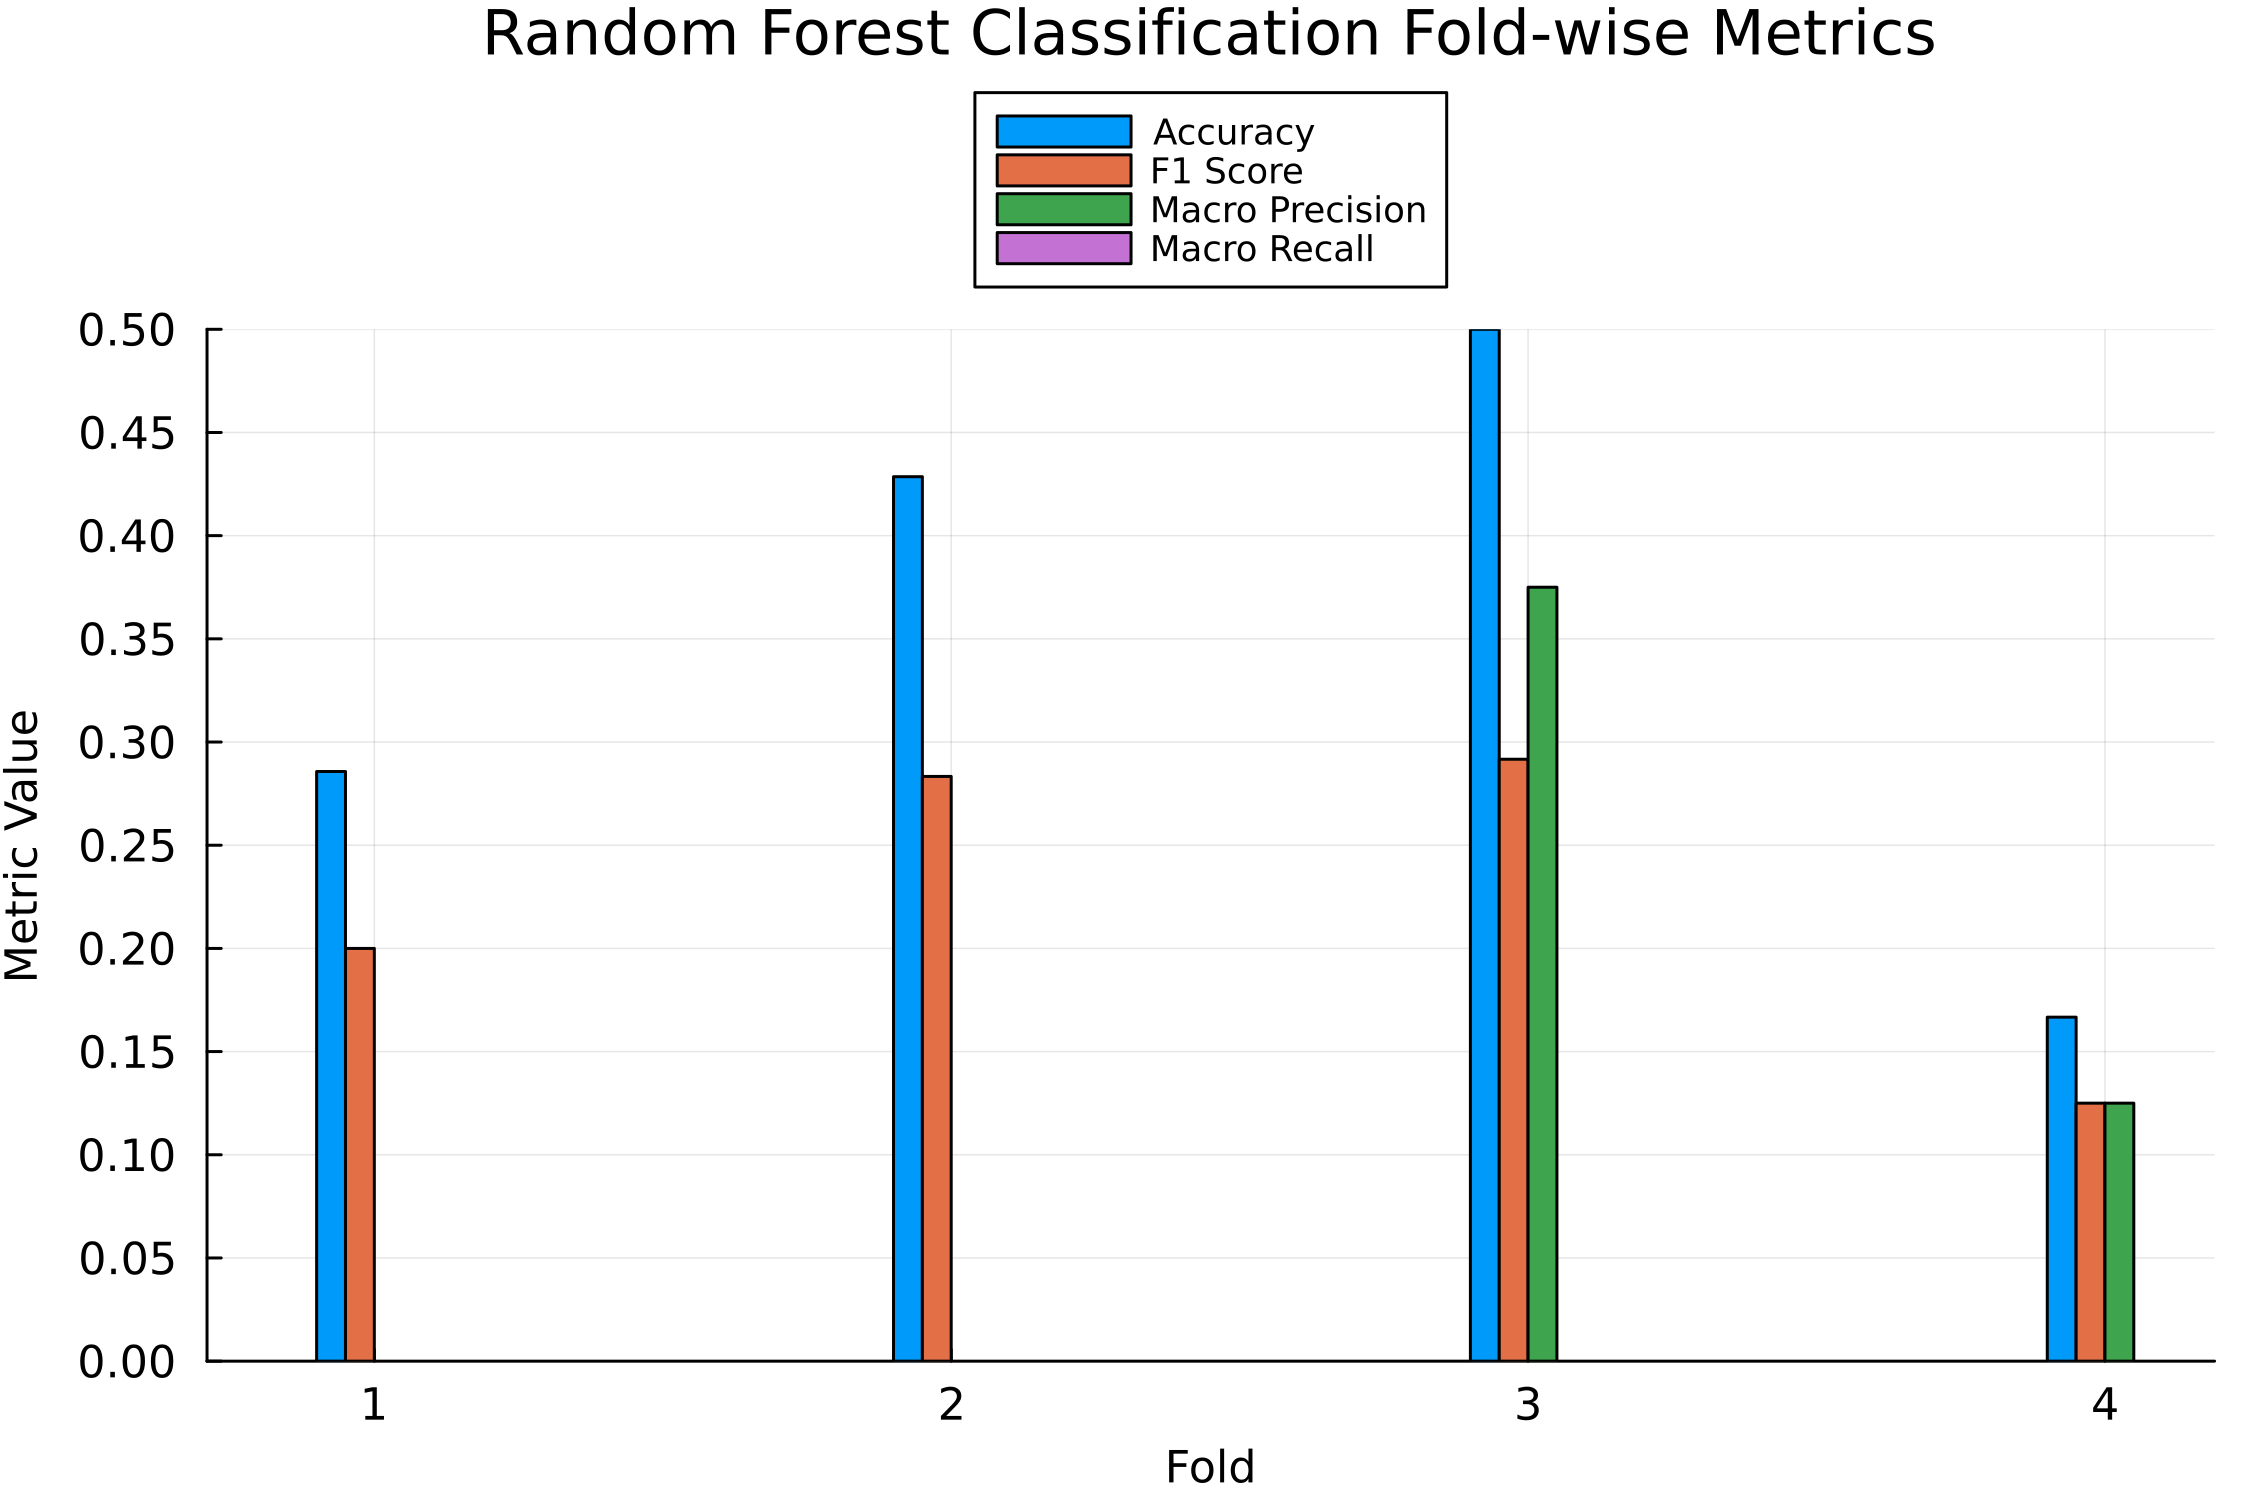 Random Forest Classification Fold-wise Metrics
Accuracy
F1 Score
Macro Precision
Macro Recall
0.50
0.45
0.40
0.35
0.30
0.25
0.20
0.15
0.10
0.05
0.00
Metric Value
1 2 3 4
Fold